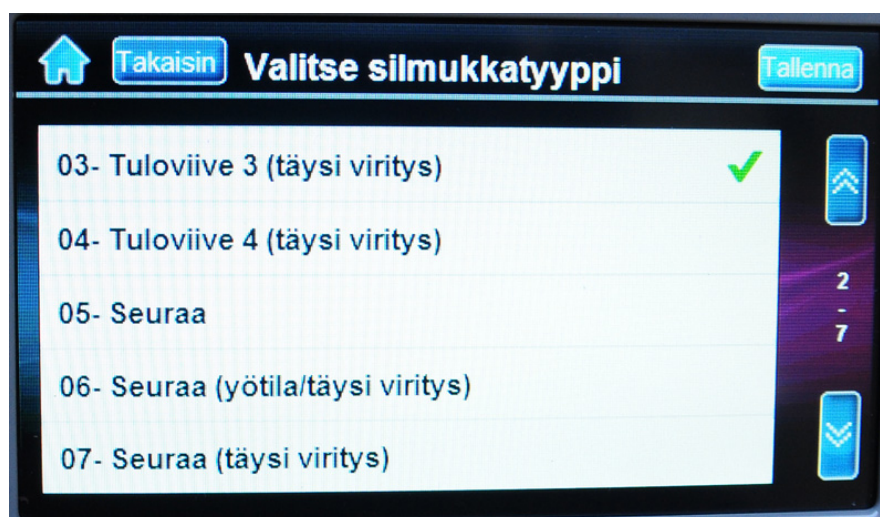 Takaisin Valitse silmukkatyyppi Tallenna
03- Tuloviive 3 (täysi viritys)
04- Tuloviive 4 (täysi viritys)
05- Seuraa
06- Seuraa (yötila/täysi viritys)
07- Seuraa (täysi viritys)
2
-
7